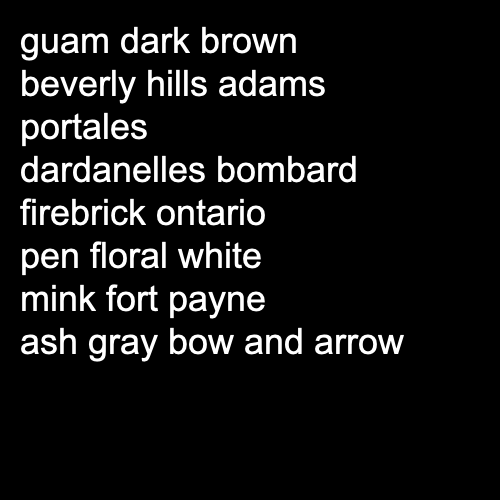 guam dark brown
beverly hills adams
portales
dardanelles bombard
firebrick ontario
pen floral white
mink fort payne
ash gray bow and arrow